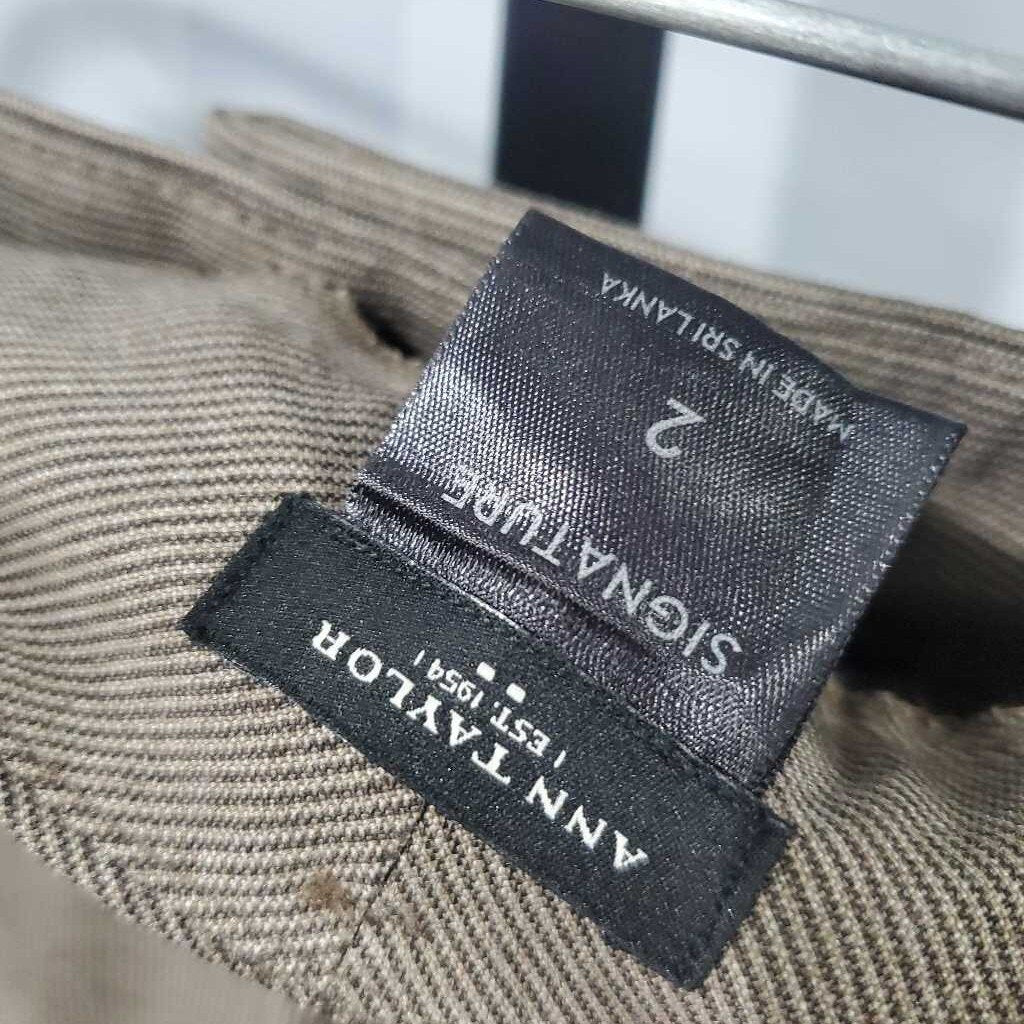 ANN TAYLOR
| EST. 1954 |
SIGNATURE
2
MADE IN SRI LANKA